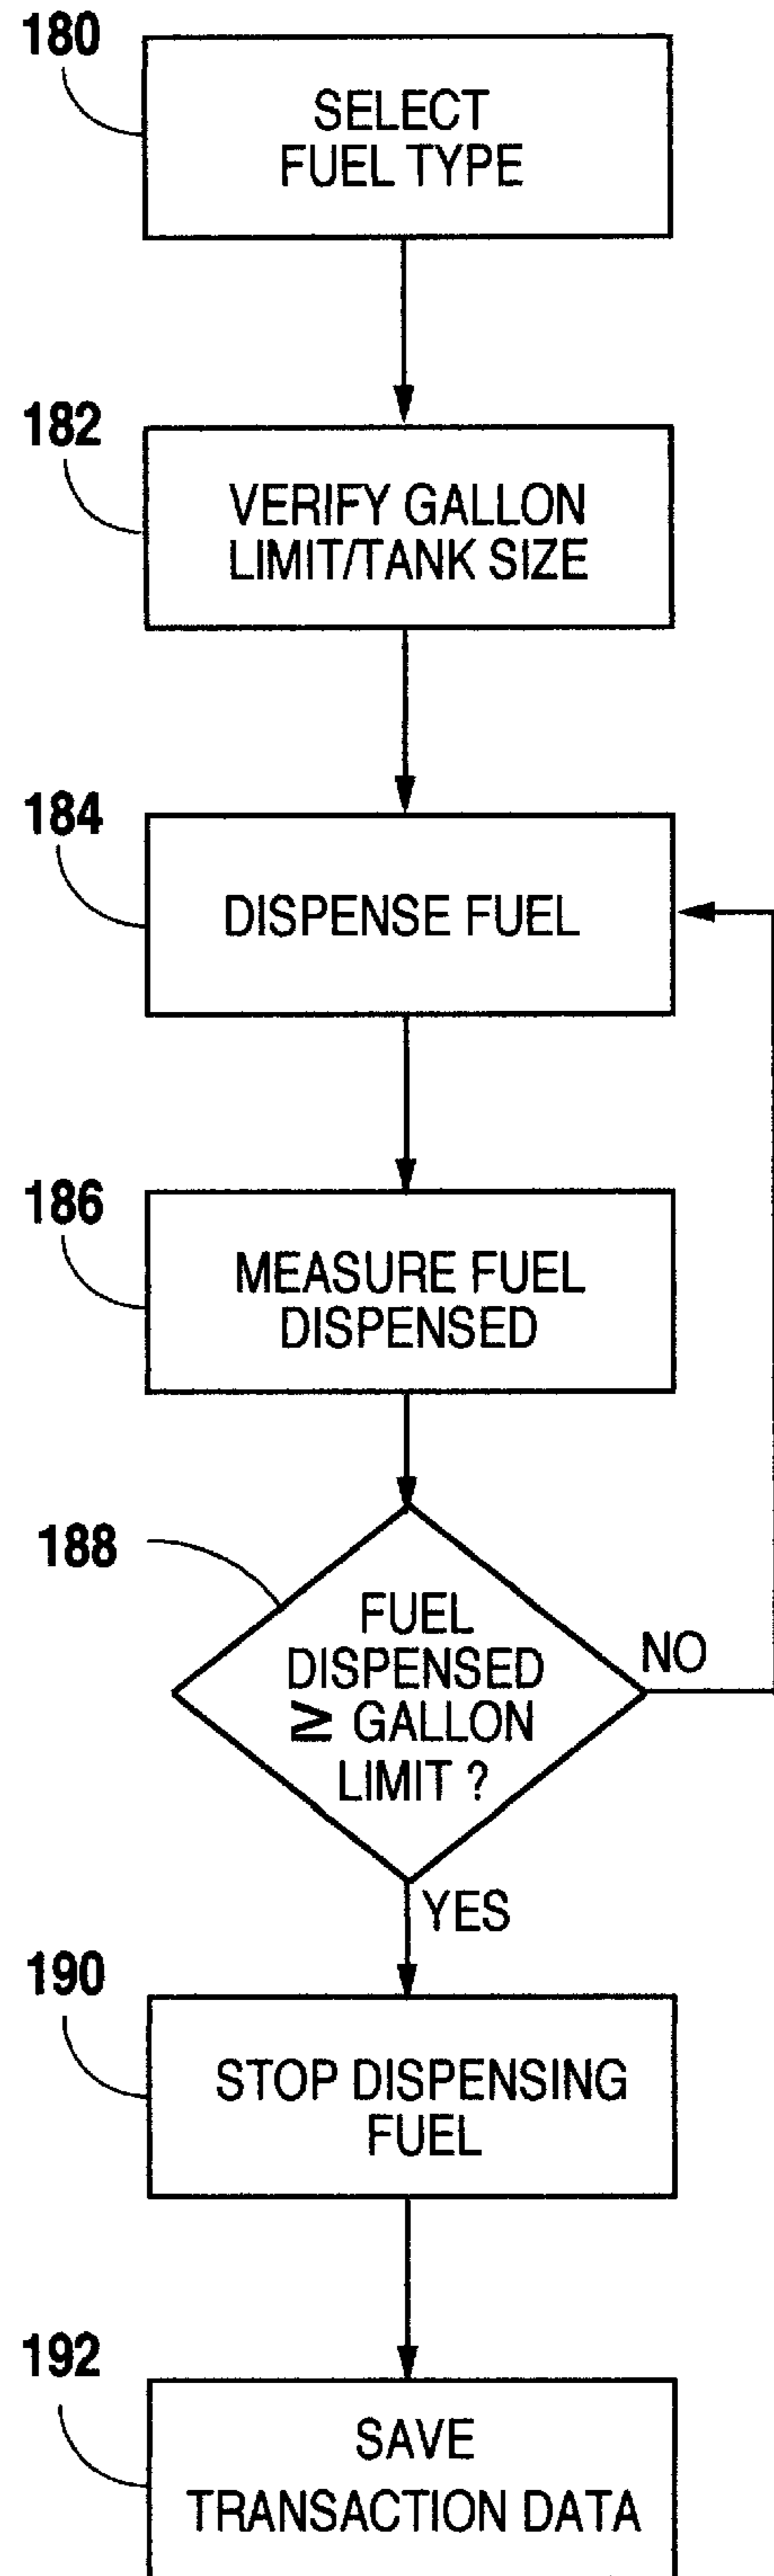 180
SELECT
FUEL TYPE
182
VERIFY GALLON
LIMIT/TANK SIZE
184
DISPENSE FUEL
186
MEASURE FUEL
DISPENSED
188
FUEL
DISPENSED
≥ GALLON
LIMIT ?
NO
YES
190
STOP DISPENSING
FUEL
192
SAVE
TRANSACTION DATA